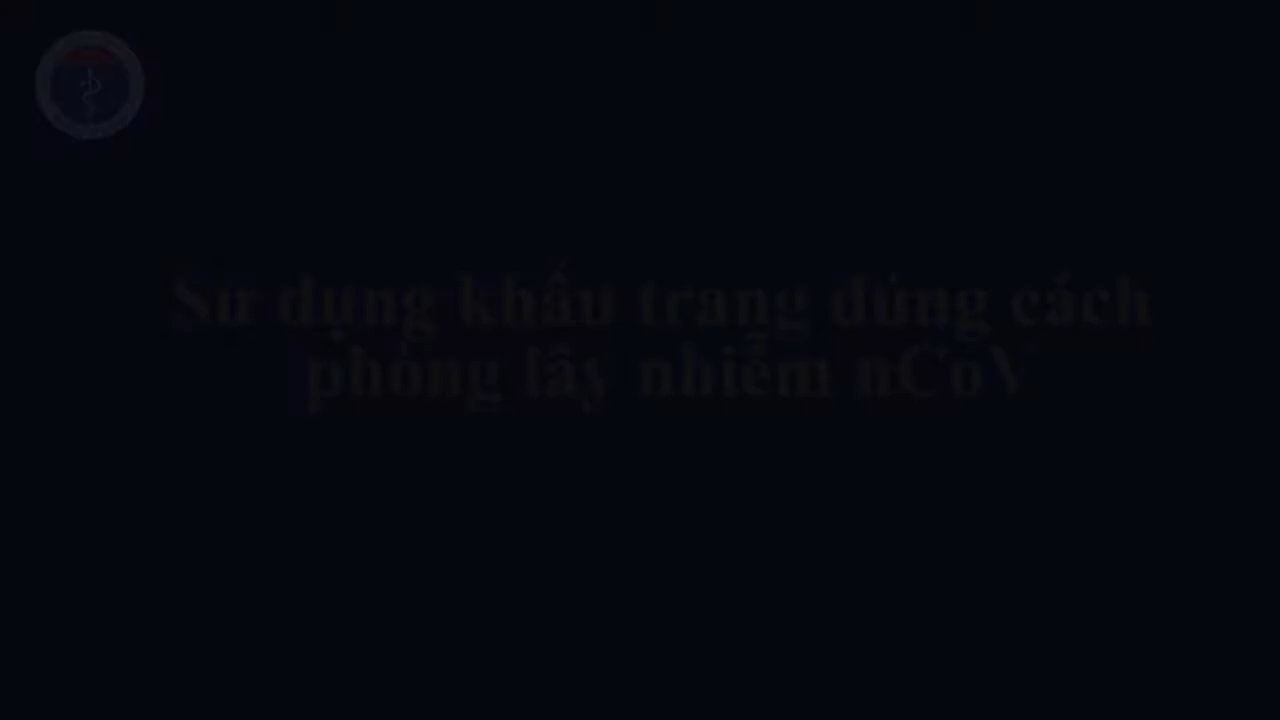 Sử dụng khẩu trang đúng cách
phòng lây nhiễm nCoV